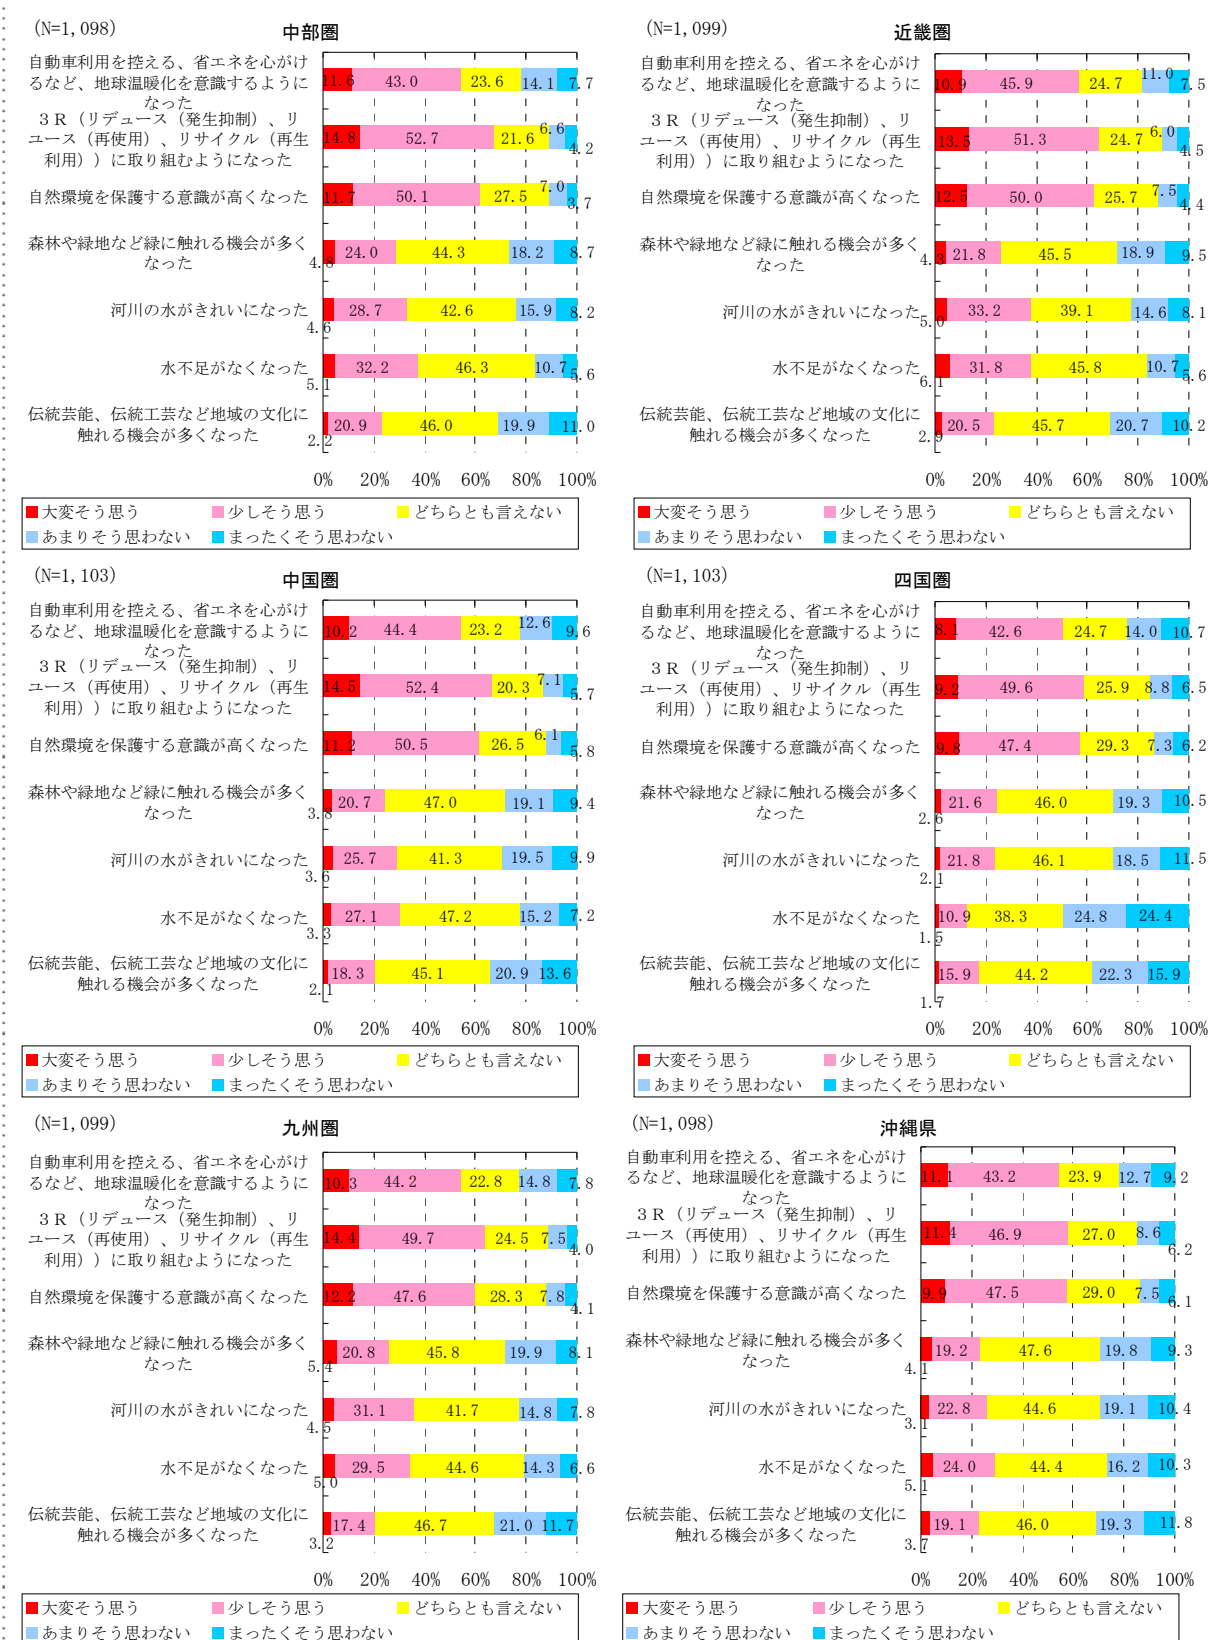 (N=1,098)
中部圏
自動車利用を控える、省エネを心がけ
るなど、地球温暖化を意識するように
なった
11.6 43.0 23.6 14.1 7.7
３Ｒ（リデュース（発生抑制）、リ
ユース（再使用）、リサイクル（再生
利用））に取り組むようになった
14.8 52.7 21.6 6.6 4.2
自然環境を保護する意識が高くなった
11.7 50.1 27.5 7.0 3.7
森林や緑地など緑に触れる機会が多く
なった
4.8 24.0 44.3 18.2 8.7
河川の水がきれいになった
4.6 28.7 42.6 15.9 8.2
水不足がなくなった
5.1 32.2 46.3 10.7 5.6
伝統芸能、伝統工芸など地域の文化に
触れる機会が多くなった
2.2 20.9 46.0 19.9 11.0
0% 20% 40% 60% 80% 100%
大変そう思う 少しそう思う どちらとも言えない
あまりそう思わない まったくそう思わない
(N=1,099)
近畿圏
自動車利用を控える、省エネを心がけ
るなど、地球温暖化を意識するように
なった
10.9 45.9 24.7 11.0 7.5
３Ｒ（リデュース（発生抑制）、リ
ユース（再使用）、リサイクル（再生
利用））に取り組むようになった
13.5 51.3 24.7 6.0 4.5
自然環境を保護する意識が高くなった
12.5 50.0 25.7 7.5 4.4
森林や緑地など緑に触れる機会が多く
なった
4.3 21.8 45.5 18.9 9.5
河川の水がきれいになった
5.0 33.2 39.1 14.6 8.1
水不足がなくなった
6.1 31.8 45.8 10.7 5.6
伝統芸能、伝統工芸など地域の文化に
触れる機会が多くなった
2.9 20.5 45.7 20.7 10.2
0% 20% 40% 60% 80% 100%
大変そう思う 少しそう思う どちらとも言えない
あまりそう思わない まったくそう思わない
(N=1,103)
中国圏
自動車利用を控える、省エネを心がけ
るなど、地球温暖化を意識するように
なった
10.2 44.4 23.2 12.6 9.6
３Ｒ（リデュース（発生抑制）、リ
ユース（再使用）、リサイクル（再生
利用））に取り組むようになった
14.5 52.4 20.3 7.1 5.7
自然環境を保護する意識が高くなった
11.2 50.5 26.5 6.1 5.8
森林や緑地など緑に触れる機会が多く
なった
3.8 20.7 47.0 19.1 9.4
河川の水がきれいになった
3.6 25.7 41.3 19.5 9.9
水不足がなくなった
3.3 27.1 47.2 15.2 7.2
伝統芸能、伝統工芸など地域の文化に
触れる機会が多くなった
2.1 18.3 45.1 20.9 13.6
0% 20% 40% 60% 80% 100%
大変そう思う 少しそう思う どちらとも言えない
あまりそう思わない まったくそう思わない
(N=1,103)
四国圏
自動車利用を控える、省エネを心がけ
るなど、地球温暖化を意識するように
なった
8.1 42.6 24.7 14.0 10.7
３Ｒ（リデュース（発生抑制）、リ
ユース（再使用）、リサイクル（再生
利用））に取り組むようになった
9.2 49.6 25.9 8.8 6.5
自然環境を保護する意識が高くなった
9.8 47.4 29.3 7.3 6.2
森林や緑地など緑に触れる機会が多く
なった
2.6 21.6 46.0 19.3 10.5
河川の水がきれいになった
2.1 21.8 46.1 18.5 11.5
水不足がなくなった
1.5 10.9 38.3 24.8 24.4
伝統芸能、伝統工芸など地域の文化に
触れる機会が多くなった
1.7 15.9 44.2 22.3 15.9
0% 20% 40% 60% 80% 100%
大変そう思う 少しそう思う どちらとも言えない
あまりそう思わない まったくそう思わない
(N=1,099)
九州圏
自動車利用を控える、省エネを心がけ
るなど、地球温暖化を意識するように
なった
10.3 44.2 22.8 14.8 7.8
３Ｒ（リデュース（発生抑制）、リ
ユース（再使用）、リサイクル（再生
利用））に取り組むようになった
14.4 49.7 24.5 7.5 4.0
自然環境を保護する意識が高くなった
12.2 47.6 28.3 7.8 4.1
森林や緑地など緑に触れる機会が多く
なった
5.4 20.8 45.8 19.9 8.1
河川の水がきれいになった
4.5 31.1 41.7 14.8 7.8
水不足がなくなった
5.0 29.5 44.6 14.3 6.6
伝統芸能、伝統工芸など地域の文化に
触れる機会が多くなった
3.2 17.4 46.7 21.0 11.7
0% 20% 40% 60% 80% 100%
大変そう思う 少しそう思う どちらとも言えない
あまりそう思わない まったくそう思わない
(N=1,098)
沖縄県
自動車利用を控える、省エネを心がけ
るなど、地球温暖化を意識するように
なった
11.1 43.2 23.9 12.7 9.2
３Ｒ（リデュース（発生抑制）、リ
ユース（再使用）、リサイクル（再生
利用））に取り組むようになった
11.4 46.9 27.0 8.6 6.2
自然環境を保護する意識が高くなった
9.9 47.5 29.0 7.5 6.1
森林や緑地など緑に触れる機会が多く
なった
4.1 19.2 47.6 19.8 9.3
河川の水がきれいになった
3.1 22.8 44.6 19.1 10.4
水不足がなくなった
5.1 24.0 44.4 16.2 10.3
伝統芸能、伝統工芸など地域の文化に
触れる機会が多くなった
3.7 19.1 46.0 19.3 11.8
0% 20% 40% 60% 80% 100%
大変そう思う 少しそう思う どちらとも言えない
あまりそう思わない まったくそう思わない